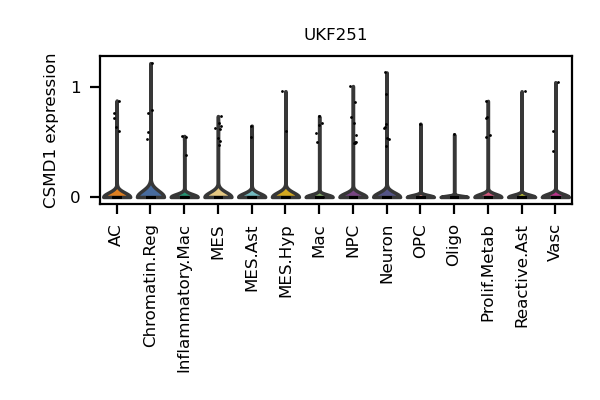 UKF251
CSMD1 expression
1
0
AC
Chromatin.Reg
Inflammatory.Mac
MES
MES.Ast
MES.Hyp
Mac
NPC
Neuron
OPC
Oligo
Prolif.Metab
Reactive.Ast
Vasc